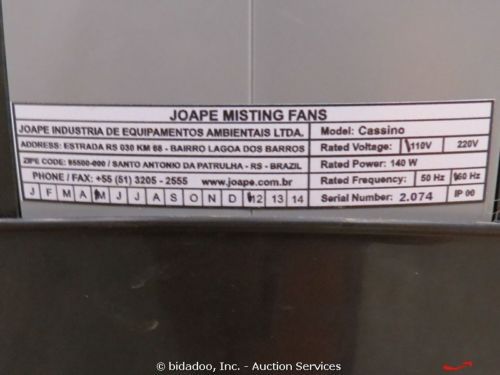 JOAPE MISTING FANS
JOAPE INDUSTRIA DE EQUIPAMENTOS AMBIENTAIS LTDA.
ADDRESS: ESTRADA RS 030 KM 68 - BAIRRO LAGOA DOS BARROS
ZIPE CODE: 95500-000 / SANTO ANTONIO DA PATRULHA - RS - BRAZIL
PHONE / FAX: +55 (51) 3205 - 2555 www.joape.com.br
J F M A M J J A S O N D 12 13 14
Model: Cassino
Rated Voltage: 110V 220V
Rated Power: 140 W
Rated Frequency: 50 Hz 60 Hz
Serial Number: 2.074 IP 00
© bidadoo, Inc. - Auction Services